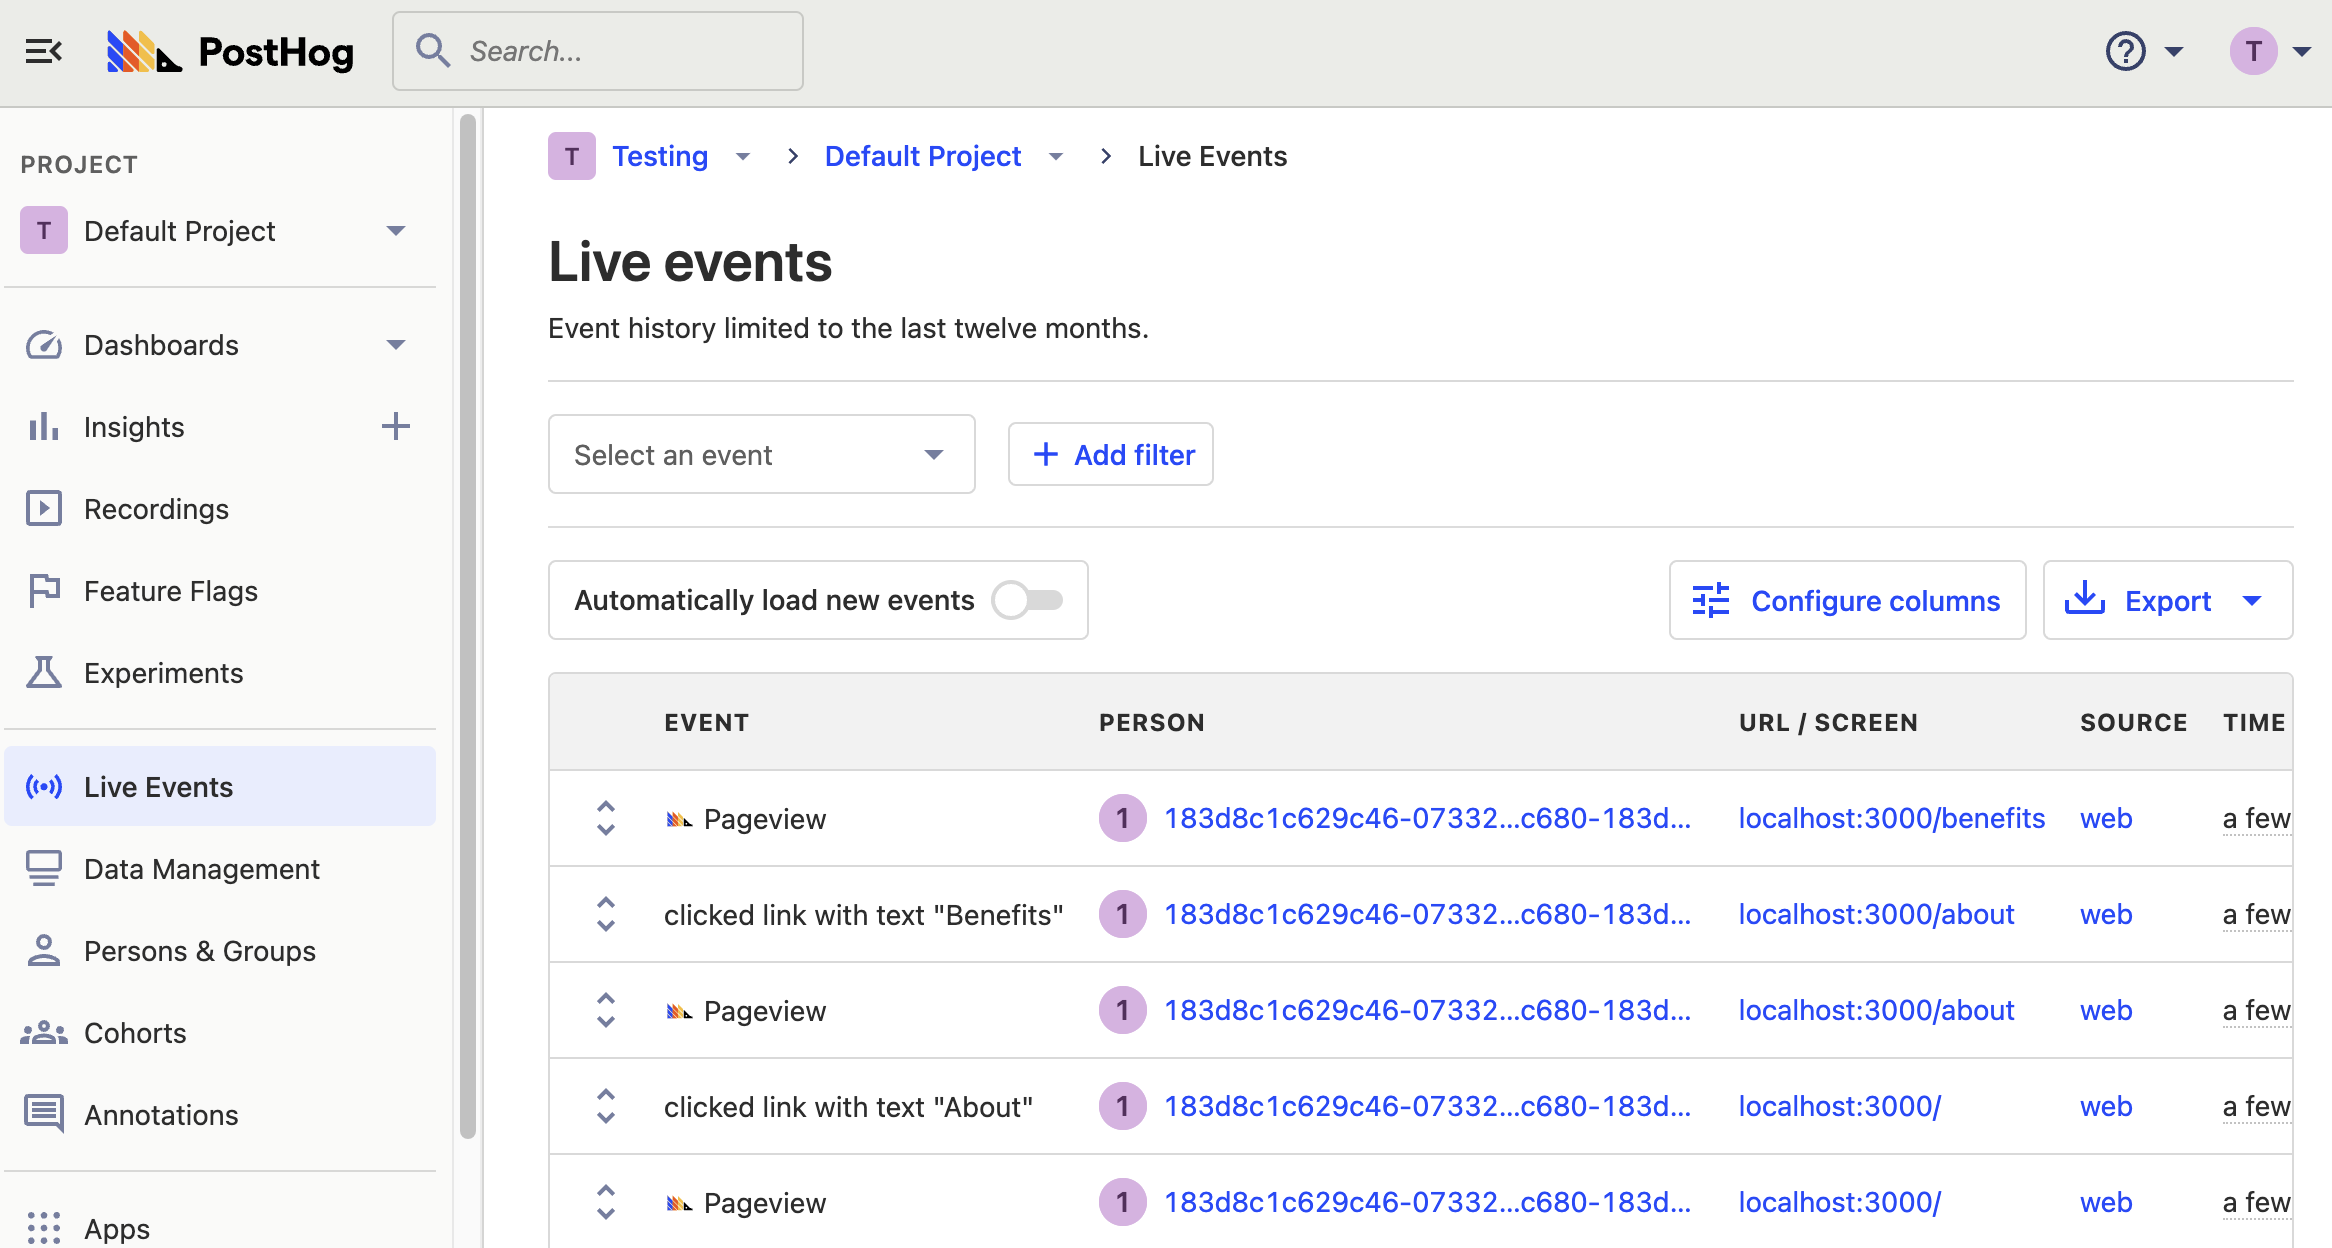 PostHog
Search...
T
PROJECT
T Default Project
Dashboards
Insights
Recordings
Feature Flags
Experiments
Live Events
Data Management
Persons & Groups
Cohorts
Annotations
Apps
T Testing > Default Project > Live Events
Live events
Event history limited to the last twelve months.
Select an event
+ Add filter
Automatically load new events
Configure columns
Export
EVENT PERSON URL / SCREEN SOURCE TIME
Pageview 1 183d8c1c629c46-07332...c680-183d... localhost:3000/benefits web a few
clicked link with text "Benefits" 1 183d8c1c629c46-07332...c680-183d... localhost:3000/about web a few
Pageview 1 183d8c1c629c46-07332...c680-183d... localhost:3000/about web a few
clicked link with text "About" 1 183d8c1c629c46-07332...c680-183d... localhost:3000/ web a few
Pageview 1 183d8c1c629c46-07332...c680-183d... localhost:3000/ web a few